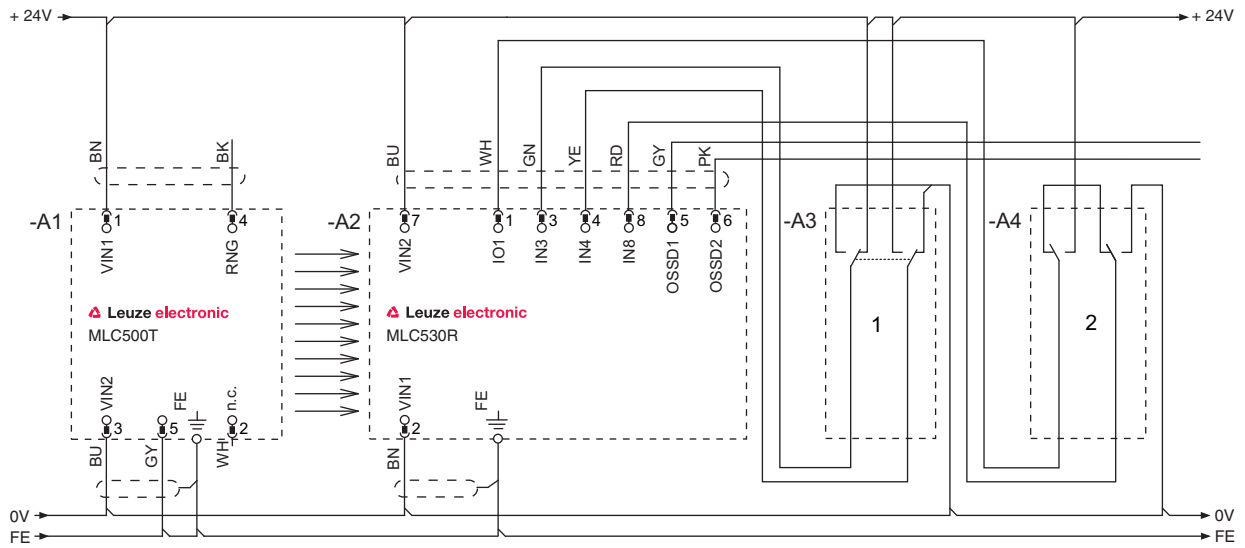 + 24V
+ 24V
BN
BK
BU
WH
GN
YE
RD
GY
PK
-A1
1
4
-A2
7
1
3
4
8
5
6
-A3
-A4
VIN1
RNG
VIN2
IO1
IN3
IN4
IN8
OSSD1
OSSD2
Leuze electronic
MLC500T
Leuze electronic
MLC530R
1
2
VIN2
FE
n.c.
VIN1
FE
3
5
2
2
BU
GY
WH
BN
0V
0V
FE
FE